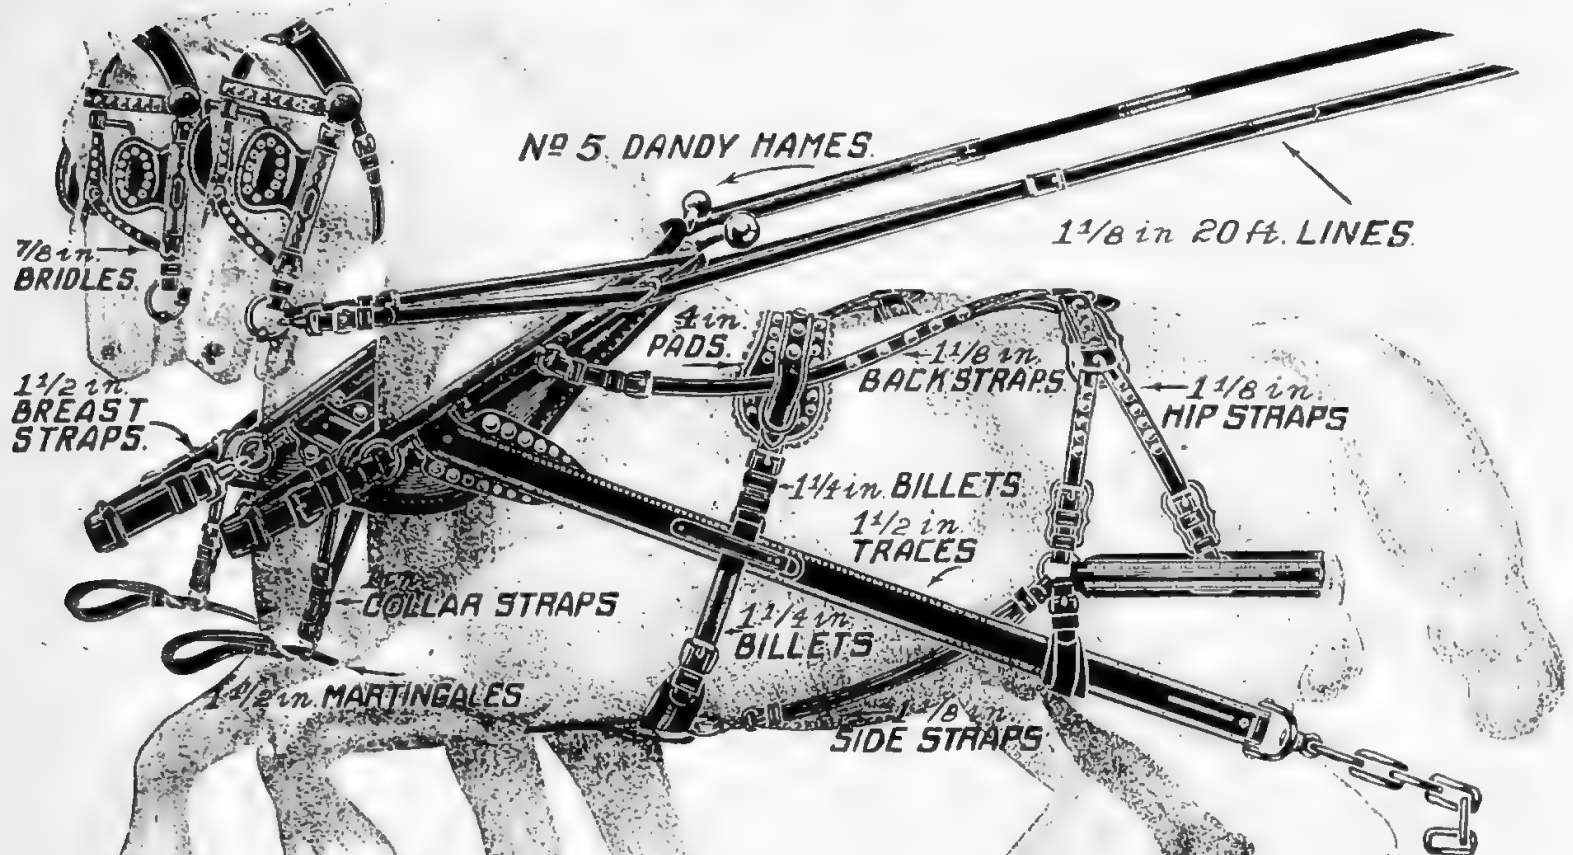 Nº 5 DANDY HAMES.
1 1/8 in 20 ft. LINES.
7/8 in.
BRIDLES.
4 in.
PADS.
1 1/8 in.
BACKSTRAPS
1 1/8 in.
HIP STRAPS
1 1/2 in.
BREAST
STRAPS.
1 1/4 in. BILLETS
1 1/2 in.
TRACES
COLLAR STRAPS
1 1/4 in.
BILLETS
1 1/2 in. MARTINGALES
1 1/8 in.
SIDE STRAPS